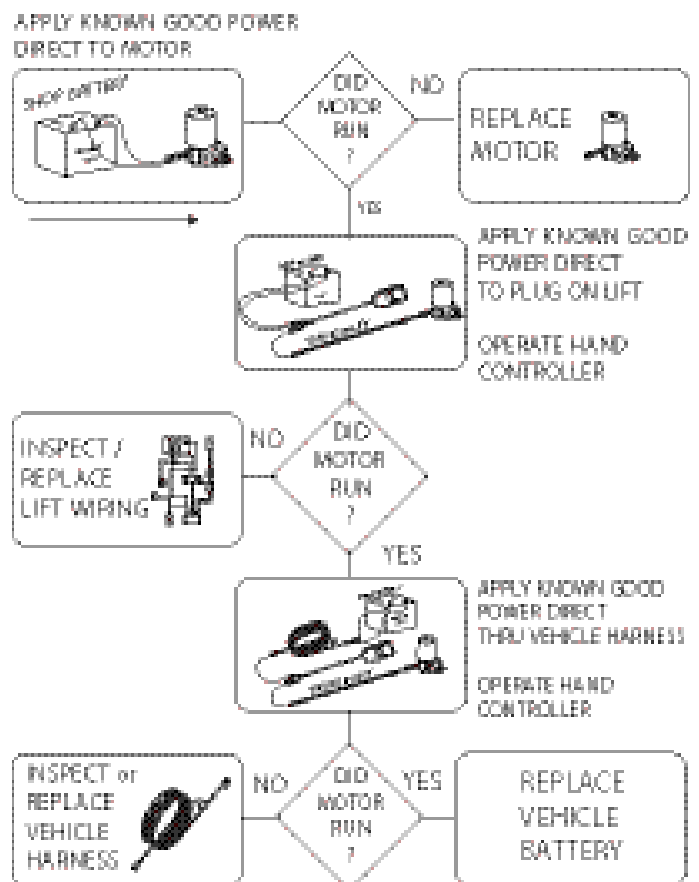 APPLY KNOWN GOOD POWER
DIRECT TO MOTOR
SHOP BATTERY
DID
MOTOR
RUN
?
NO
REPLACE
MOTOR
YES
APPLY KNOWN GOOD
POWER DIRECT
TO PLUG ON LIFT
OPERATE HAND
CONTROLLER
INSPECT /
REPLACE
LIFT WIRING
NO
DID
MOTOR
RUN
?
YES
APPLY KNOWN GOOD
POWER DIRECT
THRU VEHICLE HARNESS
OPERATE HAND
CONTROLLER
INSPECT or
REPLACE
VEHICLE
HARNESS
NO
DID
MOTOR
RUN
?
YES
REPLACE
VEHICLE
BATTERY